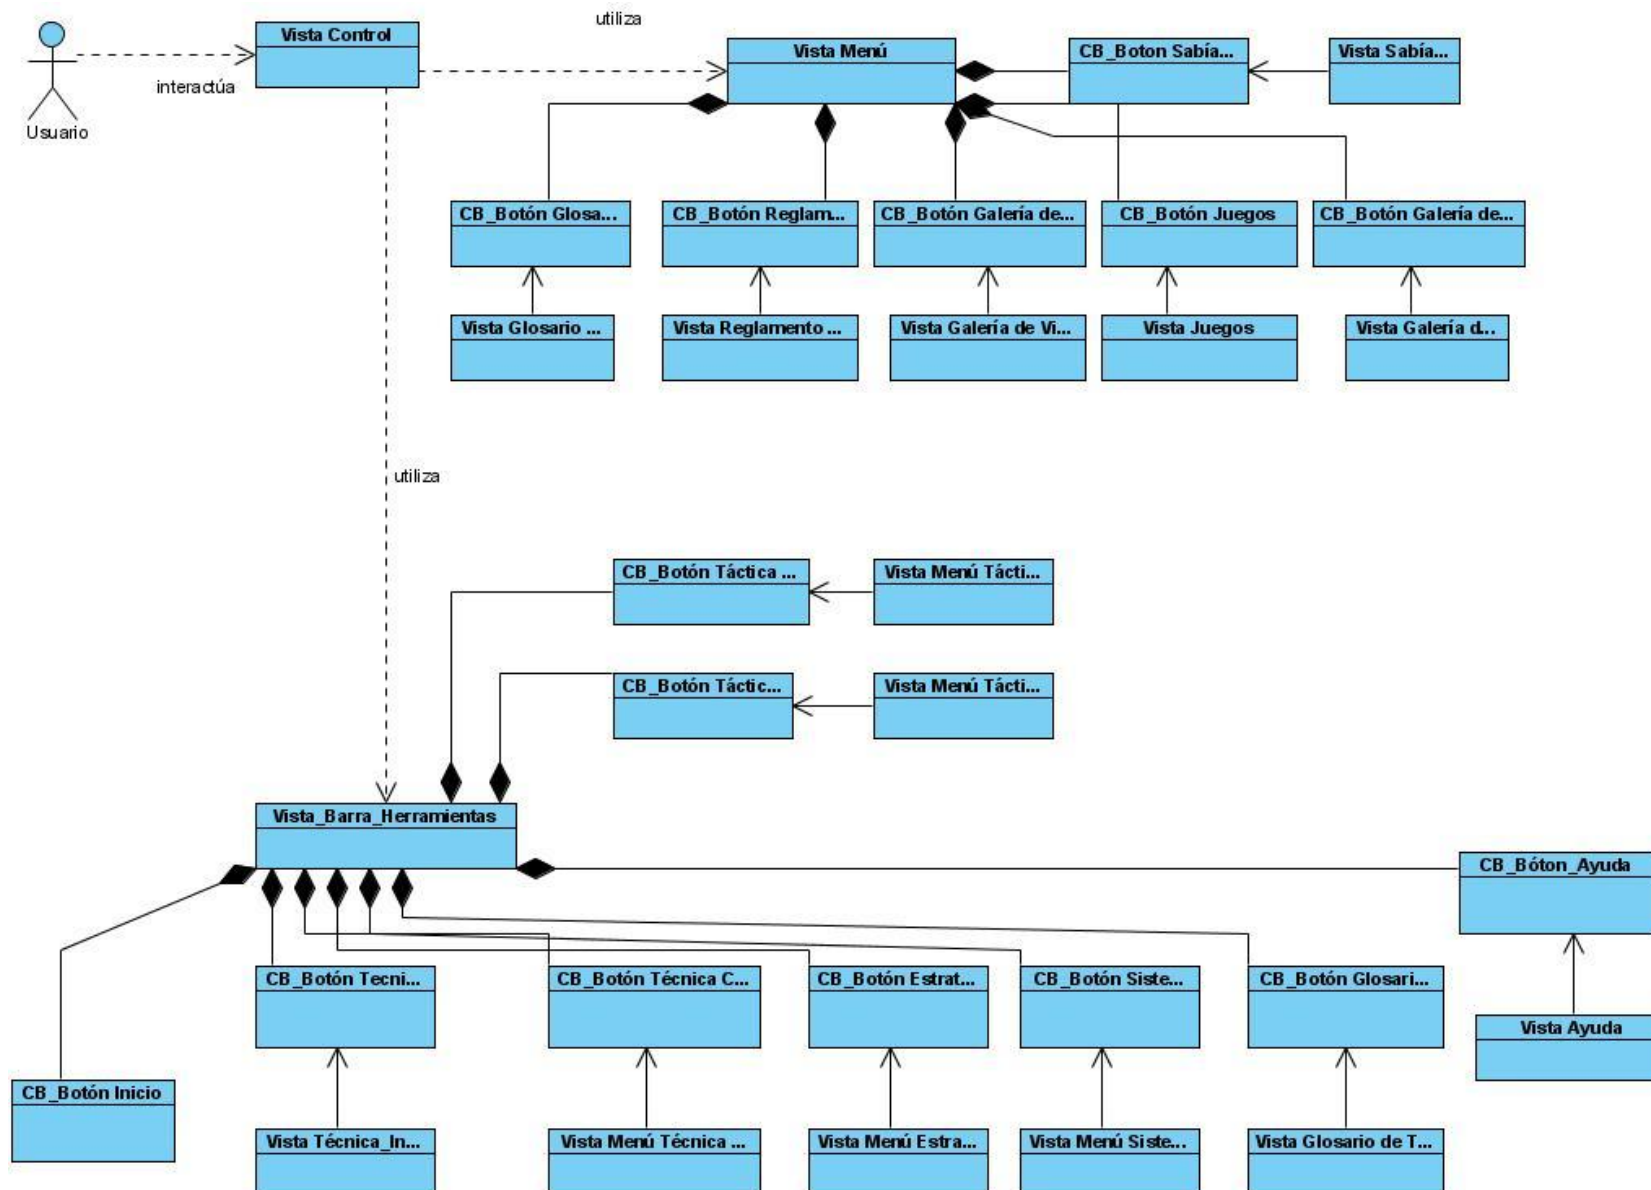 utiliza
Vista Control
Vista Menú
CB_Boton Sabía...
Vista Sabía...
interactúa
Usuario
CB_Botón Glosa...
CB_Botón Reglam...
CB_Botón Galería de...
CB_Botón Juegos
CB_Botón Galería de...
Vista Glosario ...
Vista Reglamento ...
Vista Galería de Vi...
Vista Juegos
Vista Galería d...
utiliza
CB_Botón Táctica ...
Vista Menú Tácti...
CB_Botón Táctic...
Vista Menú Tácti...
Vista_Barra_Herramientas
CB_Bóton_Ayuda
CB_Botón Tecni...
CB_Botón Técnica C...
CB_Botón Estrat...
CB_Botón Siste...
CB_Botón Glosari...
Vista Ayuda
CB_Botón Inicio
Vista Técnica_In...
Vista Menú Técnica ...
Vista Menú Estra...
Vista Menú Siste...
Vista Glosario de T...